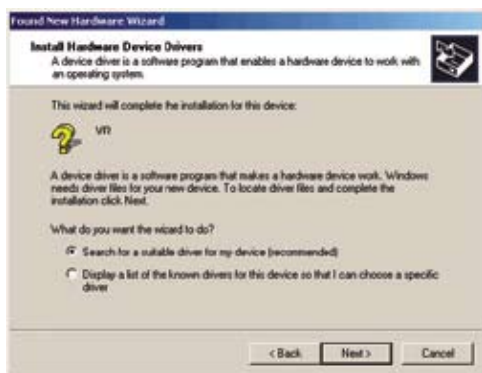 Found New Hardware Wizard
Install Hardware Device Drivers
A device driver is a software program that enables a hardware device to work with
an operating system.
This wizard will complete the installation for this device:
VR
A device driver is a software program that makes a hardware device work. Windows
needs driver files for your new device. To locate driver files and complete the
installation click Next.
What do you want the wizard to do?
Search for a suitable driver for my device (recommended)
Display a list of the known drivers for this device so that I can choose a specific
driver
< Back
Next >
Cancel